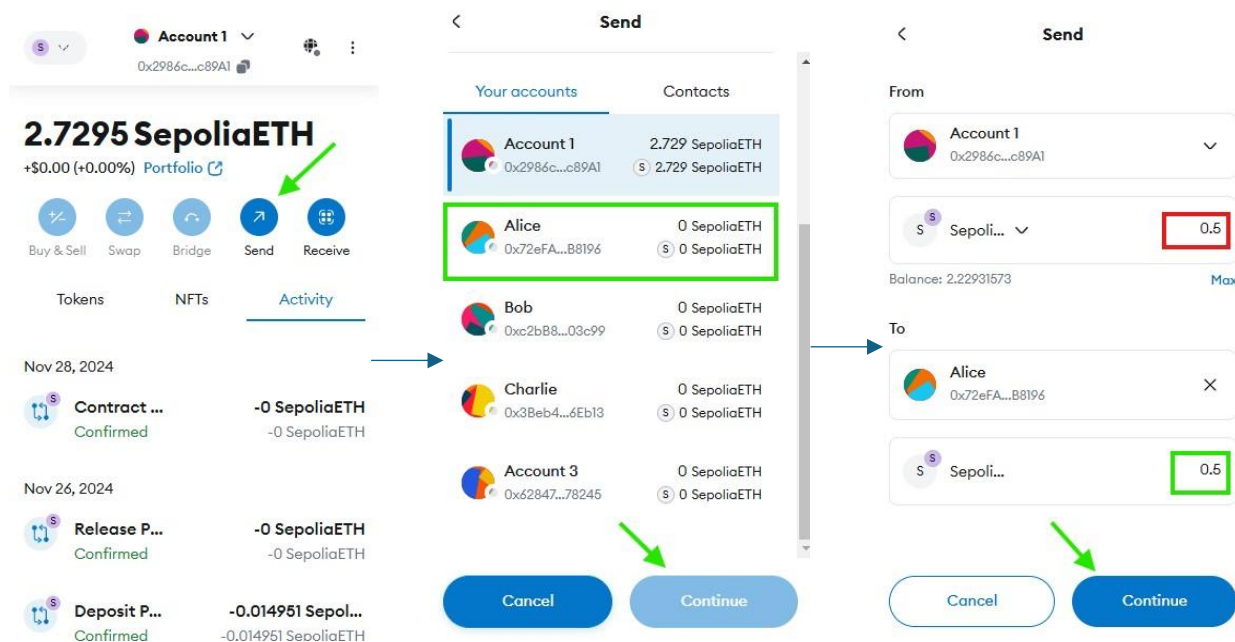 S
Account 1
0x2986c...c89A1
2.7295 SepoliaETH
+$0.00 (+0.00%) Portfolio
Buy & Sell Swap Bridge Send Receive
Tokens NFTs Activity
Nov 28, 2024
S
Contract ... -0 SepoliaETH
Confirmed -0 SepoliaETH
Nov 26, 2024
S
Release P... -0 SepoliaETH
Confirmed -0 SepoliaETH
S
Deposit P... -0.014951 Sepol...
Confirmed -0.014951 SepoliaETH
Send
Your accounts Contacts
Account 1 2.729 SepoliaETH
0x2986c...c89A1 S 2.729 SepoliaETH
Alice 0 SepoliaETH
0x72eFA...B8196 S 0 SepoliaETH
Bob 0 SepoliaETH
0xc2bB8...03c99 S 0 SepoliaETH
Charlie 0 SepoliaETH
0x3Beb4...6Eb13 S 0 SepoliaETH
Account 3 0 SepoliaETH
0x62847...78245 S 0 SepoliaETH
Cancel Continue
Send
From
Account 1
0x2986c...c89A1
S
S Sepoli... 0.5
Balance: 2.22931573 Max
To
Alice
0x72eFA...B8196
S
S Sepoli... 0.5
Cancel Continue